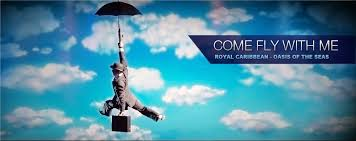 COME FLY WITH ME
ROYAL CARIBBEAN - OASIS OF THE SEAS